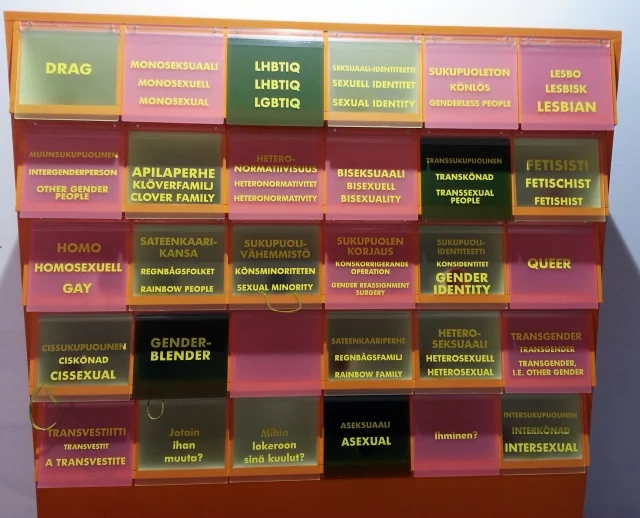 DRAG
MONOSEKSUAALI
MONOSEXUELL
MONOSEXUAL
LHBTIQ
LHBTIQ
LGBTIQ
SEKSUAALI-IDENTITEETTI
SEXUELL IDENTITET
SEXUAL IDENTITY
SUKUPUOLETON
KÖNLÖS
GENDERLESS PEOPLE
LESBO
LESBISK
LESBIAN
MUUNSUKUPUOLINEN
INTERGENDERPERSON
OTHER GENDER
PEOPLE
APILAPERHE
KLÖVERFAMILJ
CLOVER FAMILY
HETERO-
NORMATIIVISUUS
HETERONORMATIVITET
HETERONORMATIVITY
BISEKSUAALI
BISEXUELL
BISEXUALITY
TRANSSUKUPUOLINEN
TRANSKÖNAD
TRANSSEXUAL
PEOPLE
FETISISTI
FETISCHIST
FETISHIST
HOMO
HOMOSEXUELL
GAY
SATEENKAARI-
KANSA
REGNBÅGSFOLKET
RAINBOW PEOPLE
SUKUPUOLI-
VÄHEMMISTÖ
KÖNSMINORITETEN
SEXUAL MINORITY
SUKUPUOLEN
KORJAUS
KÖNSKORRIGERANDE
OPERATION
GENDER REASSIGNMENT
SURGERY
SUKUPUOLI-
IDENTITEETTI
KÖNSIDENTITET
GENDER
IDENTITY
QUEER
CISSUKUPUOLINEN
CISKÖNAD
CISSEXUAL
GENDER-
BLENDER
SATEENKAARIPERHE
REGNBÅGSFAMILJ
RAINBOW FAMILY
HETERO-
SEKSUAALI
HETEROSEXUELL
HETEROSEXUAL
TRANSGENDER
TRANSGENDER
TRANSGENDER,
I.E. OTHER GENDER
TRANSVESTIITTI
TRANSVESTIT
A TRANSVESTITE
Jotain
ihan
muuta?
Mihin
lokeroon
sinä kuulut?
ASEKSUAALI
ASEXUAL
Ihminen?
INTERSUKUPUOLINEN
INTERKÖNAD
INTERSEXUAL